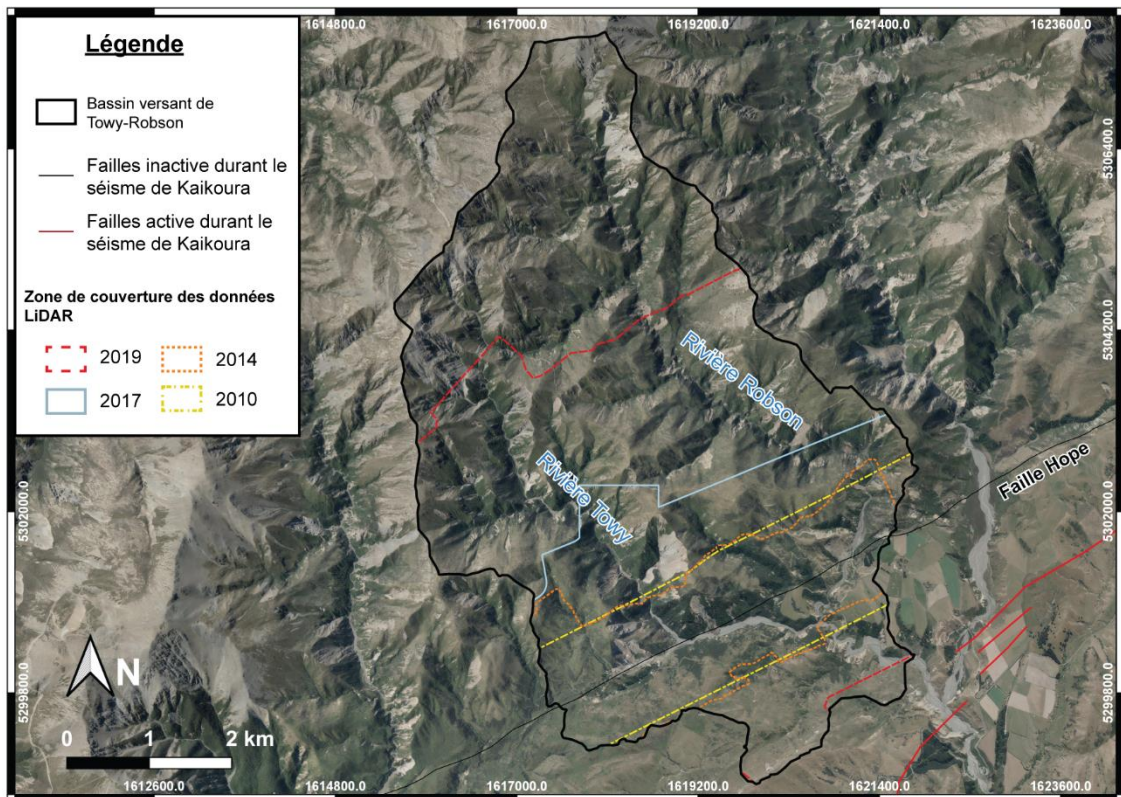 1614800.0
1617000.0
1619200.0
1621400.0
1623600.0
Légende
Bassin versant de
Towy-Robson
Failles inactive durant le
séisme de Kaikoura
Failles active durant le
séisme de Kaikoura
Zone de couverture des données
LiDAR
2019
2014
2017
2010
5306400.0
5304200.0
5304200.0
Rivière Robson
Rivière Towy
Faille Hope
5302000.0
5302000.0
5299800.0
5299800.0
N
0
1
2 km
1612600.0
1614800.0
1617000.0
1619200.0
1621400.0
1623600.0